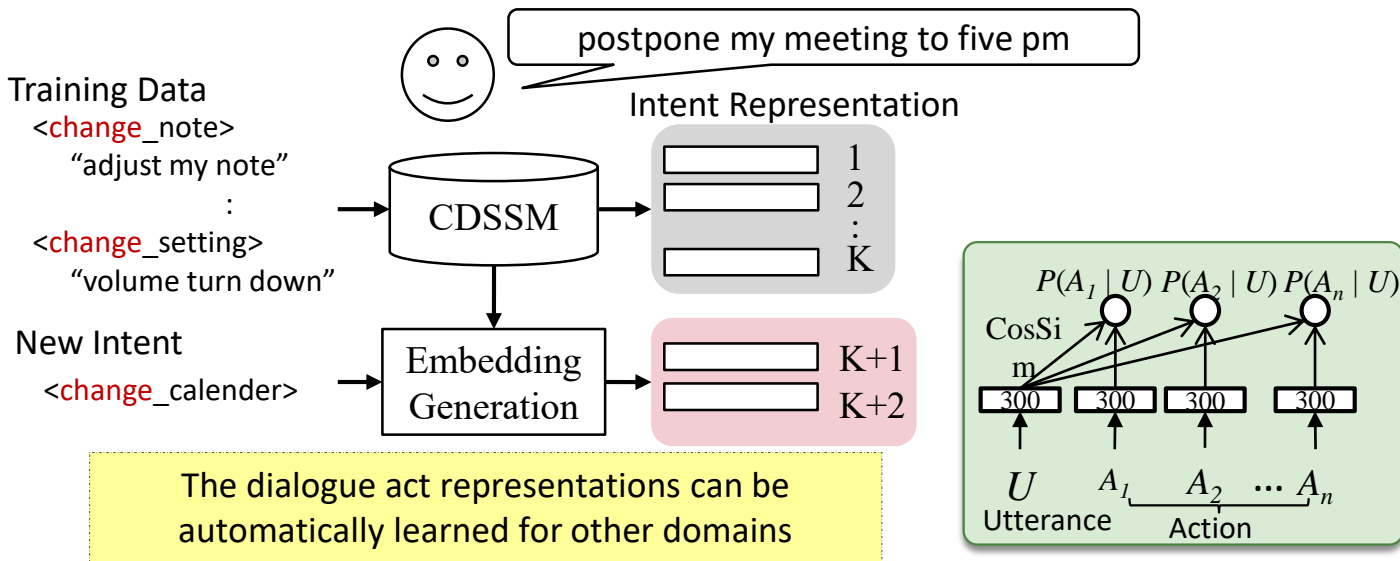 postpone my meeting to five pm
Training Data
<change_note>
“adjust my note”
:
<change_setting>
“volume turn down”
CDSSM
Intent Representation
1
2
:
K
New Intent
<change_calender>
Embedding
Generation
K+1
K+2
The dialogue act representations can be
automatically learned for other domains
P(A1 | U) P(A2 | U) P(An | U)
CosSi
m
300 300 300 300
U A1 A2 ... An
Utterance Action